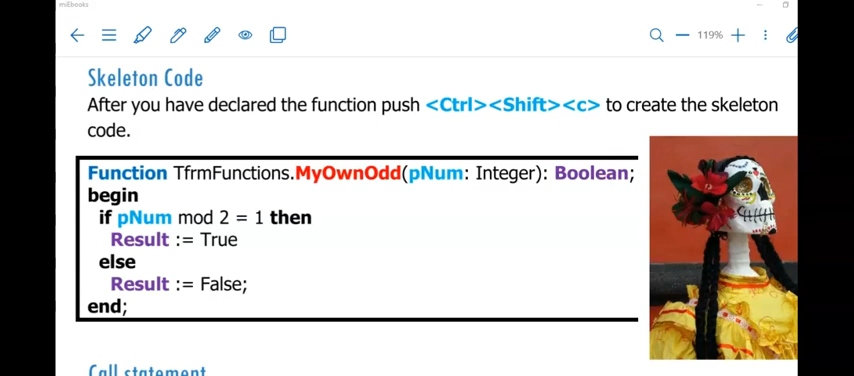 miEbooks
119%
Skeleton Code
After you have declared the function push <Ctrl><Shift><c> to create the skeleton
code.
Function TfrmFunctions.MyOwnOdd(pNum: Integer): Boolean;
begin
if pNum mod 2 = 1 then
Result := True
else
Result := False;
end;
Call statement